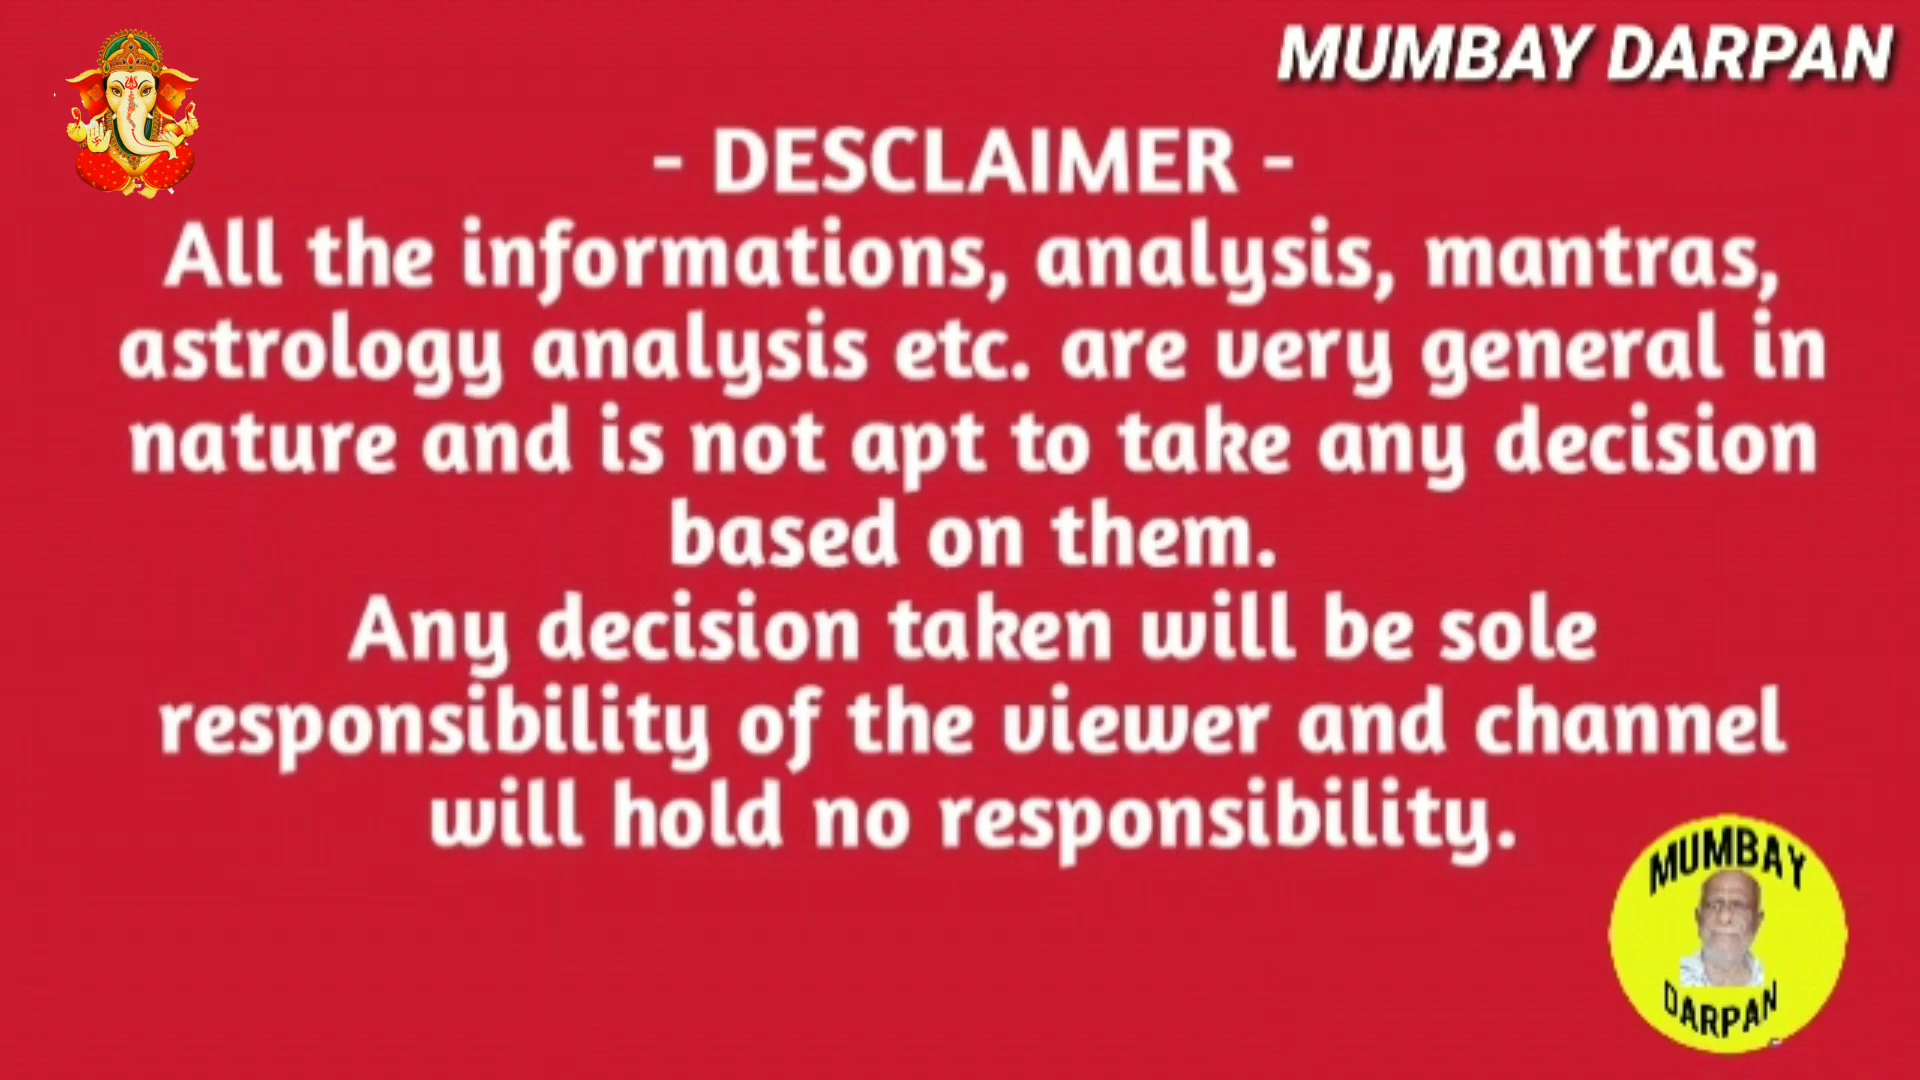 MUMBAY DARPAN
- DESCLAIMER -
All the informations, analysis, mantras,
astrology analysis etc. are very general in
nature and is not apt to take any decision
based on them.
Any decision taken will be sole
responsibility of the viewer and channel
will hold no responsibility.
MUMBAY
DARPAN